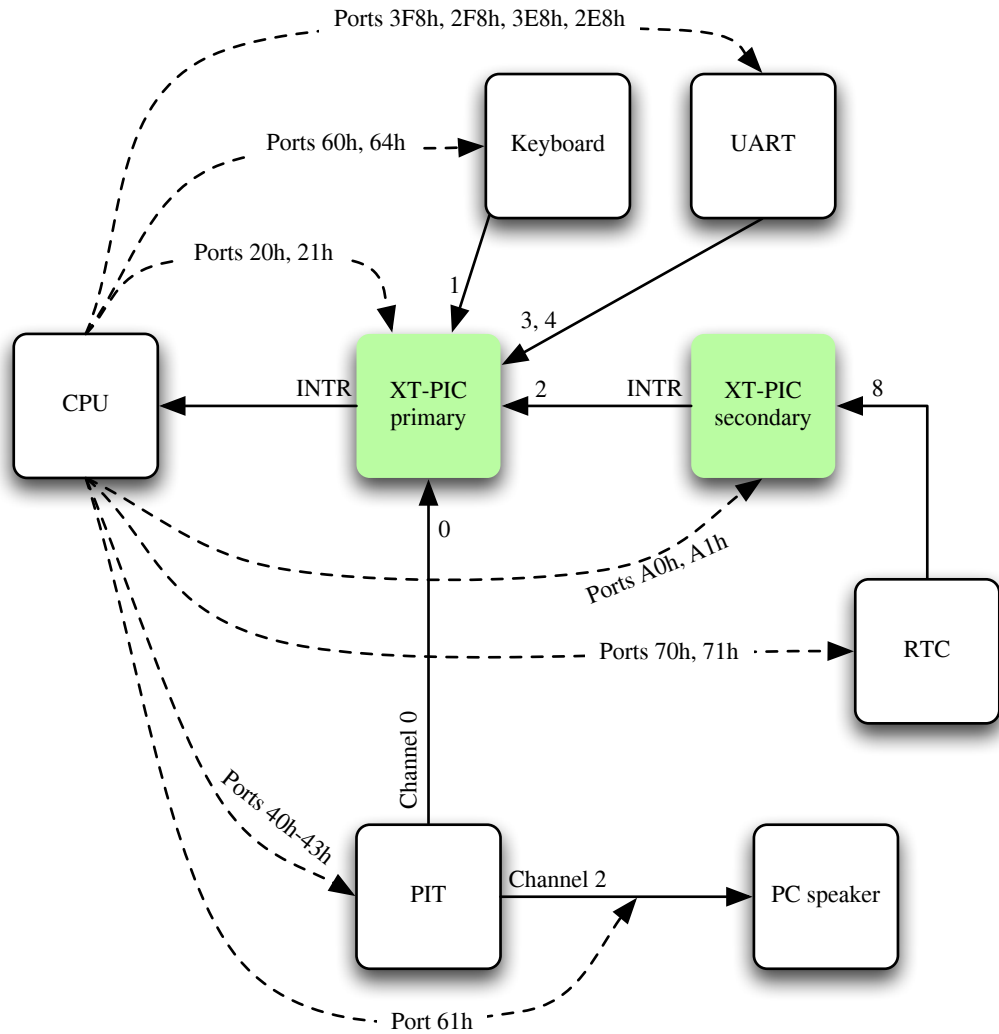 Ports 3F8h, 2F8h, 3E8h, 2E8h
Ports 60h, 64h
Keyboard
UART
Ports 20h, 21h
1
3, 4
CPU
INTR
XT-PIC
primary
2
INTR
XT-PIC
secondary
8
0
Ports A0h, A1h
Ports 70h, 71h
RTC
Channel 0
Ports 40h-43h
PIT
Channel 2
PC speaker
Port 61h